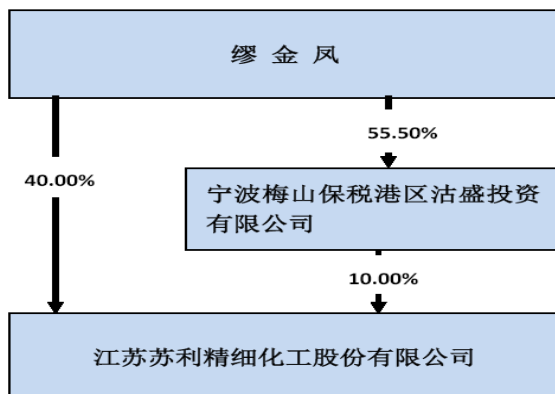 缪金凤
55.50%
40.00%
宁波梅山保税港区沽盛投资
有限公司
10.00%
江苏苏利精细化工股份有限公司